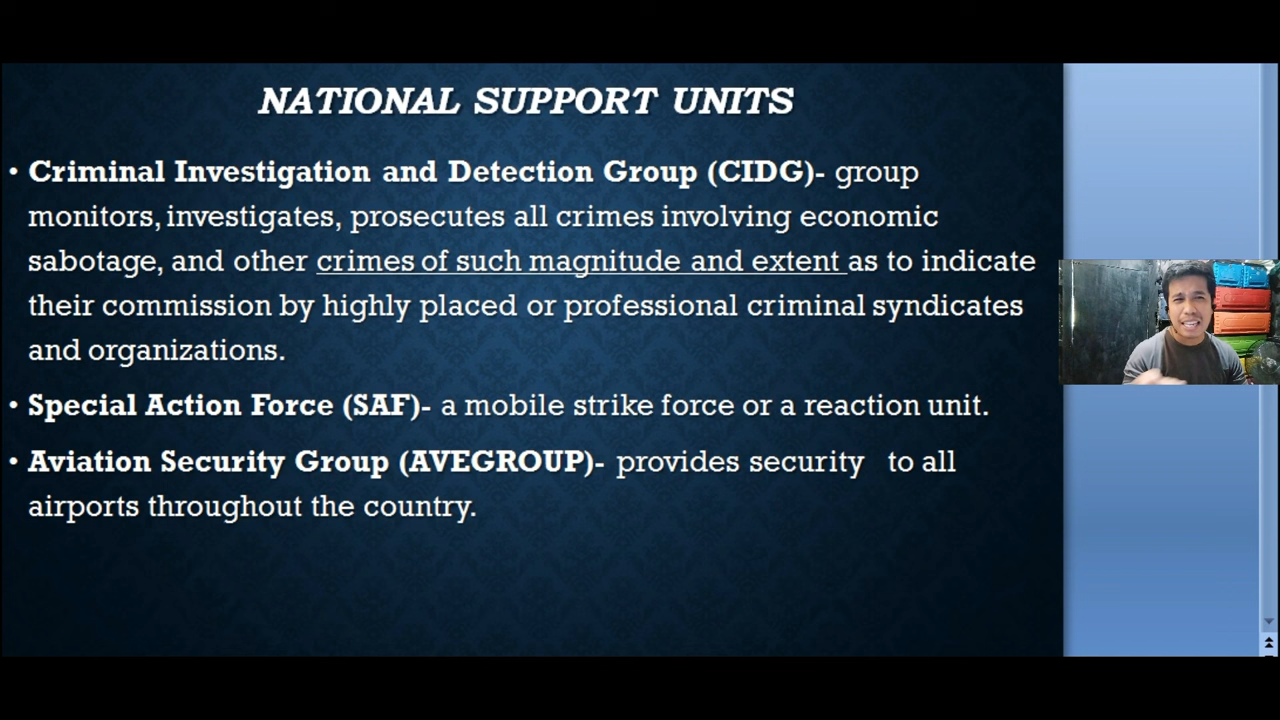 NATIONAL SUPPORT UNITS
• Criminal Investigation and Detection Group (CIDG)- group
monitors, investigates, prosecutes all crimes involving economic
sabotage, and other crimes of such magnitude and extent as to indicate
their commission by highly placed or professional criminal syndicates
and organizations.
• Special Action Force (SAF)- a mobile strike force or a reaction unit.
• Aviation Security Group (AVEGROUP)- provides security to all
airports throughout the country.